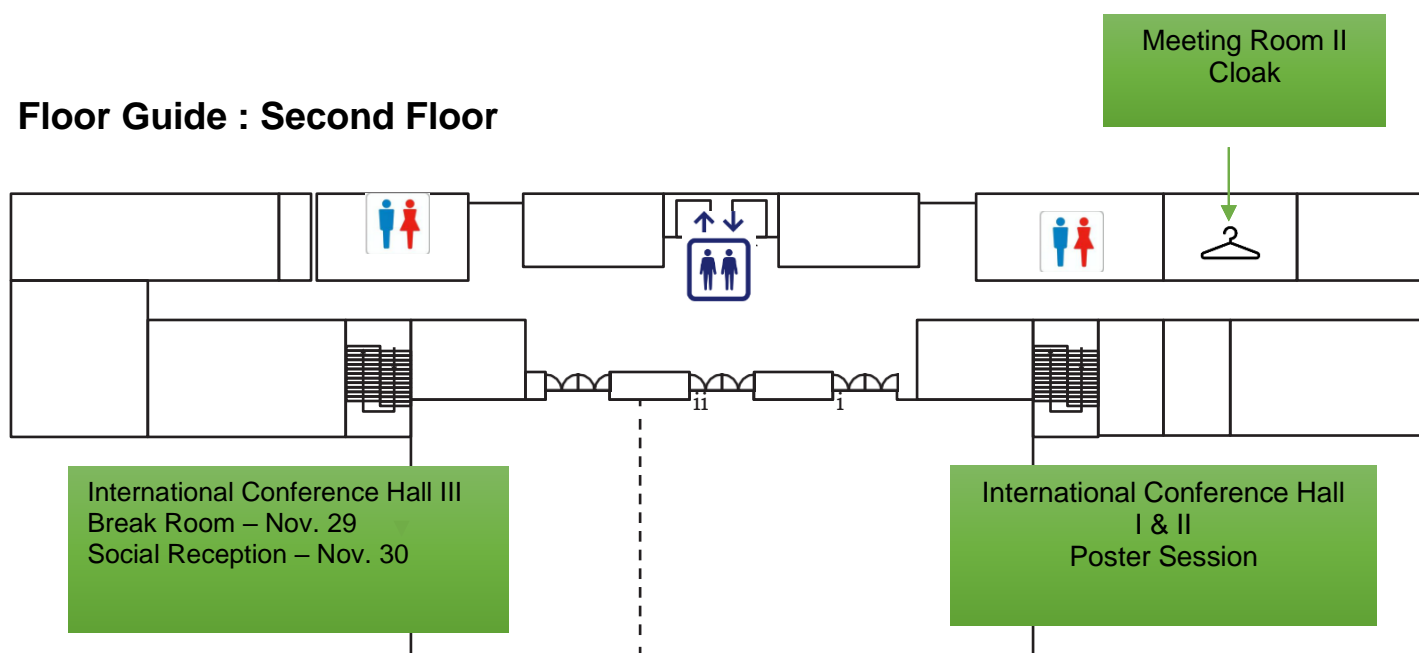 Meeting Room II
Cloak
Floor Guide : Second Floor
ii
i
International Conference Hall III
Break Room – Nov. 29
Social Reception – Nov. 30
International Conference Hall
I & II
Poster Session